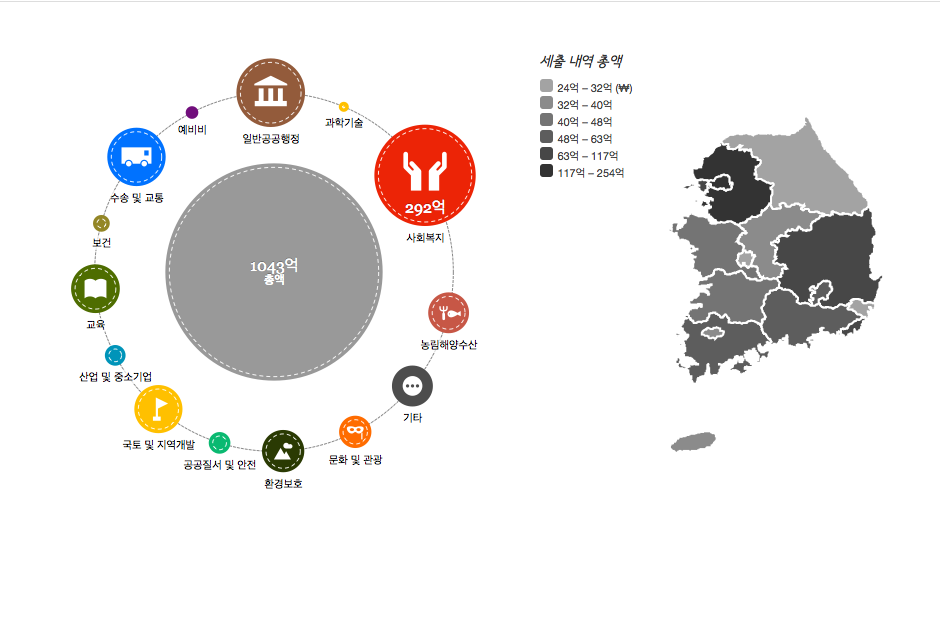 세출 내역 총액
24억 – 32억 (₩)
32억 – 40억
40억 – 48억
48억 – 63억
63억 – 117억
117억 – 254억
과학기술
예비비
일반공공행정
수송 및 교통
292억
사회복지
보건
1043억
총액
교육
농림해양수산
산업 및 중소기업
기타
국토 및 지역개발
문화 및 관광
공공질서 및 안전
환경보호